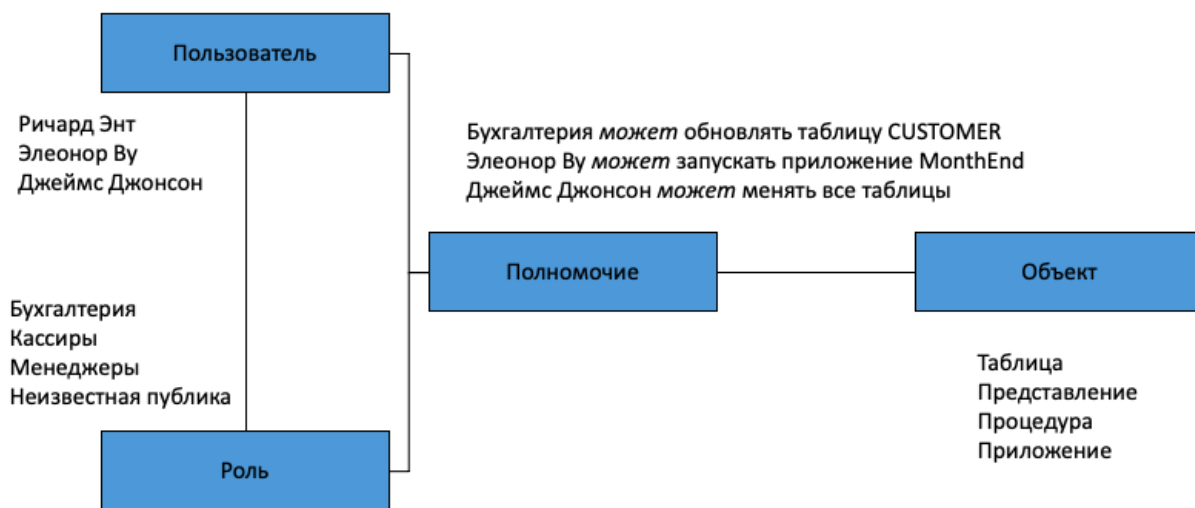 Пользователь
Ричард Энт
Элеонор Ву
Джеймс Джонсон
Бухгалтерия может обновлять таблицу CUSTOMER
Элеонор Ву может запускать приложение MonthEnd
Джеймс Джонсон может менять все таблицы
Полномочие
Объект
Бухгалтерия
Кассиры
Менеджеры
Неизвестная публика
Таблица
Представление
Процедура
Приложение
Роль